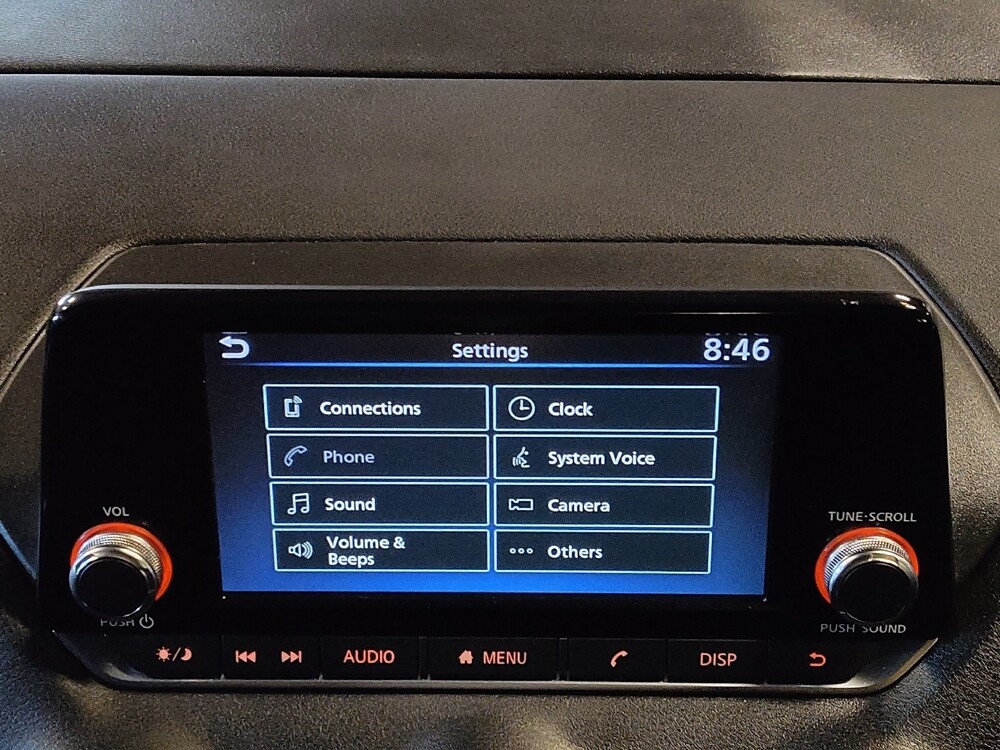 Settings
8:46
Connections
Clock
Phone
System Voice
Sound
Camera
Volume &
Beeps
Others
VOL
TUNE·SCROLL
PUSH
PUSH SOUND
AUDIO
MENU
DISP